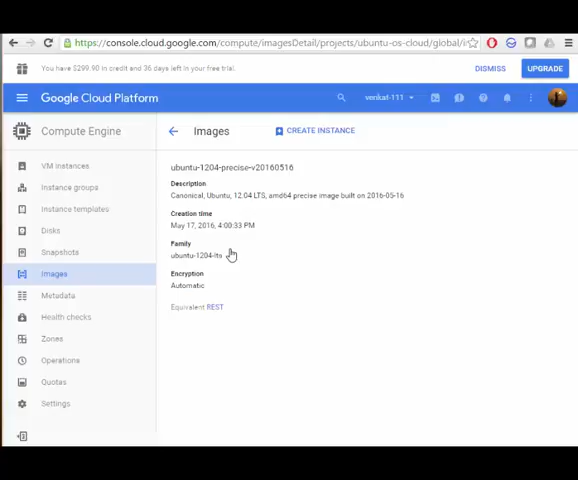 https://console.cloud.google.com/compute/imagesDetail/projects/ubuntu-os-cloud/global/i
You have $299.90 in credit and 36 days left in your free trial.
DISMISS
UPGRADE
Google Cloud Platform
venkat-111
Compute Engine
Images
CREATE INSTANCE
VM instances
Instance groups
Instance templates
Disks
Snapshots
Images
Metadata
Health checks
Zones
Operations
Quotas
Settings
ubuntu-1204-precise-v20160516
Description
Canonical, Ubuntu, 12.04 LTS, amd64 precise image built on 2016-05-16
Creation time
May 17, 2016, 4:00:33 PM
Family
ubuntu-1204-lts
Encryption
Automatic
Equivalent REST